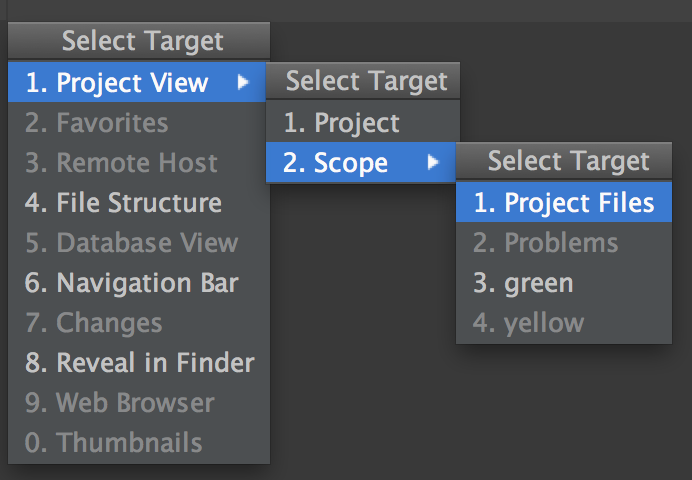 Select Target
1. Project View
2. Favorites
3. Remote Host
4. File Structure
5. Database View
6. Navigation Bar
7. Changes
8. Reveal in Finder
9. Web Browser
0. Thumbnails
Select Target
1. Project
2. Scope
Select Target
1. Project Files
2. Problems
3. green
4. yellow